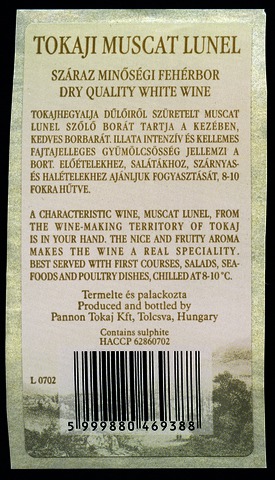 TOKAJI MUSCAT LUNEL
SZÁRAZ MINŐSÉGI FEHÉRBOR
DRY QUALITY WHITE WINE
TOKAJHEGYALJA DŰLŐIRŐL SZÜRETELT MUSCAT
LUNEL SZŐLŐ BORÁT TARTJA A KEZÉBEN,
KEDVES BORBARÁT. ILLATA INTENZÍV ÉS KELLEMES
FAJTAJELLEGES GYÜMÖLCSÖSSÉG JELLEMZI A
BORT. ELŐÉTELEKHEZ, SALÁTÁKHOZ, SZÁRNYAS-
ÉS HALÉTELEKHEZ AJÁNLJUK FOGYASZTÁSÁT, 8-10
FOKRA HŰTVE.
A CHARACTERISTIC WINE, MUSCAT LUNEL, FROM
THE WINE-MAKING TERRITORY OF TOKAJ
IS IN YOUR HAND. THE NICE AND FRUITY AROMA
MAKES THE WINE A REAL SPECIALITY.
BEST SERVED WITH FIRST COURSES, SALADS, SEA-
FOODS AND POULTRY DISHES, CHILLED AT 8-10 °C.
Termelte és palackozta
Produced and bottled by
Pannon Tokaj Kft, Tolcsva, Hungary
Contains sulphite
HACCP 62860702
L 0702
5 999880 469388